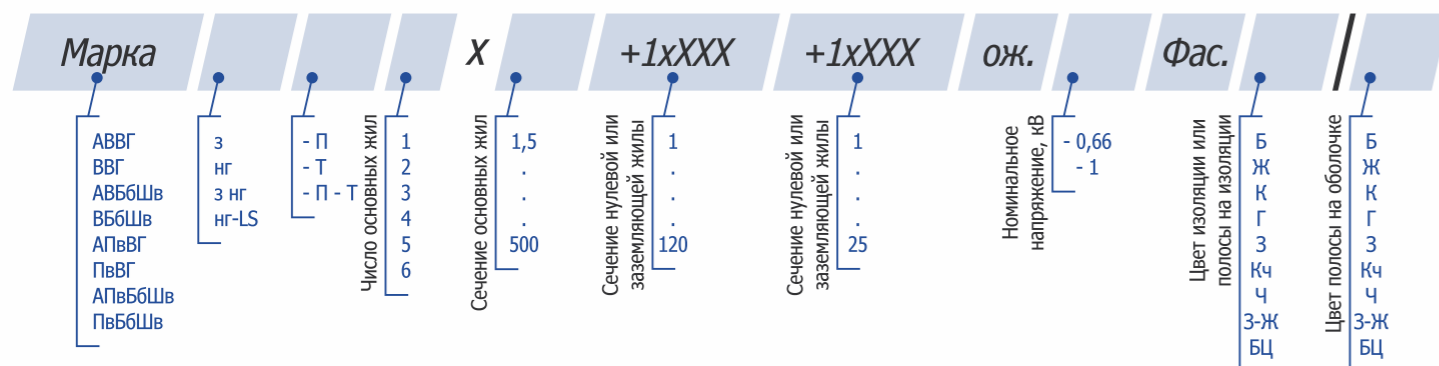 Марка х +1хХХХ +1хХХХ ож. Фас. /
АВВГ
ВВГ
АВБбШв
ВБбШв
АПвВГ
ПвВГ
АПвБбШв
ПвБбШв
з
нг
з нг
нг-LS
- П
- Т
- П - Т
Число основных жил
1
2
3
4
5
6
Сечение основных жил
1,5
500
Сечение нулевой или
заземляющей жилы
1
.
.
.
120
Сечение нулевой или
заземляющей жилы
1
.
.
.
25
Номинальное
напряжение, кВ
- 0,66
- 1
Цвет изоляции или
полосы на изоляции
Б
Ж
К
Г
З
Кч
Ч
З-Ж
БЦ
Цвет полосы на оболочке
Б
Ж
К
Г
З
Кч
Ч
З-Ж
БЦ